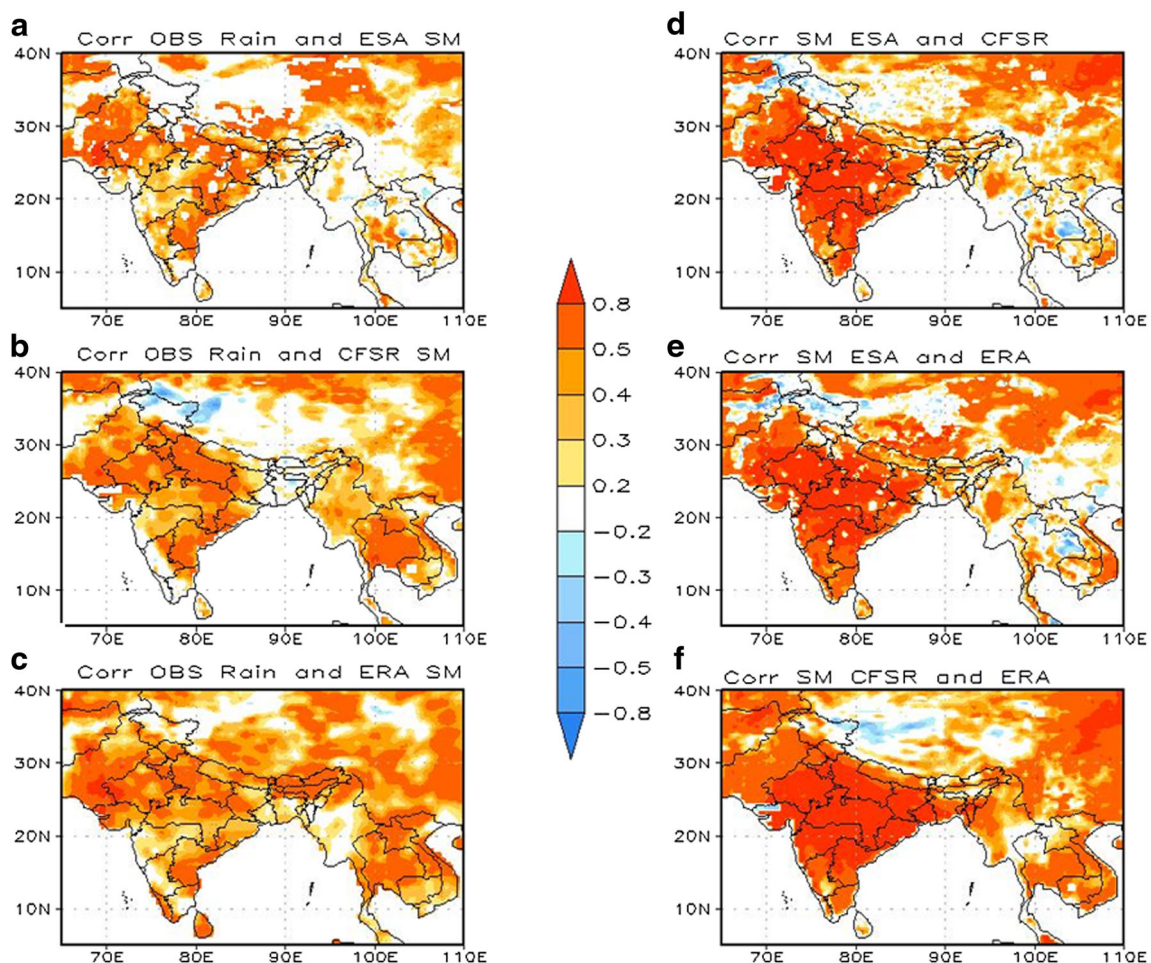 a
Corr OBS Rain and ESA SM
40N
30N
20N
10N
70E 80E 90E 100E 110E
b
Corr OBS Rain and CFSR SM
40N
30N
20N
10N
70E 80E 90E 100E 110E
c
Corr OBS Rain and ERA SM
40N
30N
20N
10N
70E 80E 90E 100E 110E
0.8
0.5
0.4
0.3
0.2
-0.2
-0.3
-0.4
-0.5
-0.8
d
Corr SM ESA and CFSR
40N
30N
20N
10N
70E 80E 90E 100E 110E
e
Corr SM ESA and ERA
40N
30N
20N
10N
70E 80E 90E 100E 110E
f
Corr SM CFSR and ERA
40N
30N
20N
10N
70E 80E 90E 100E 110E